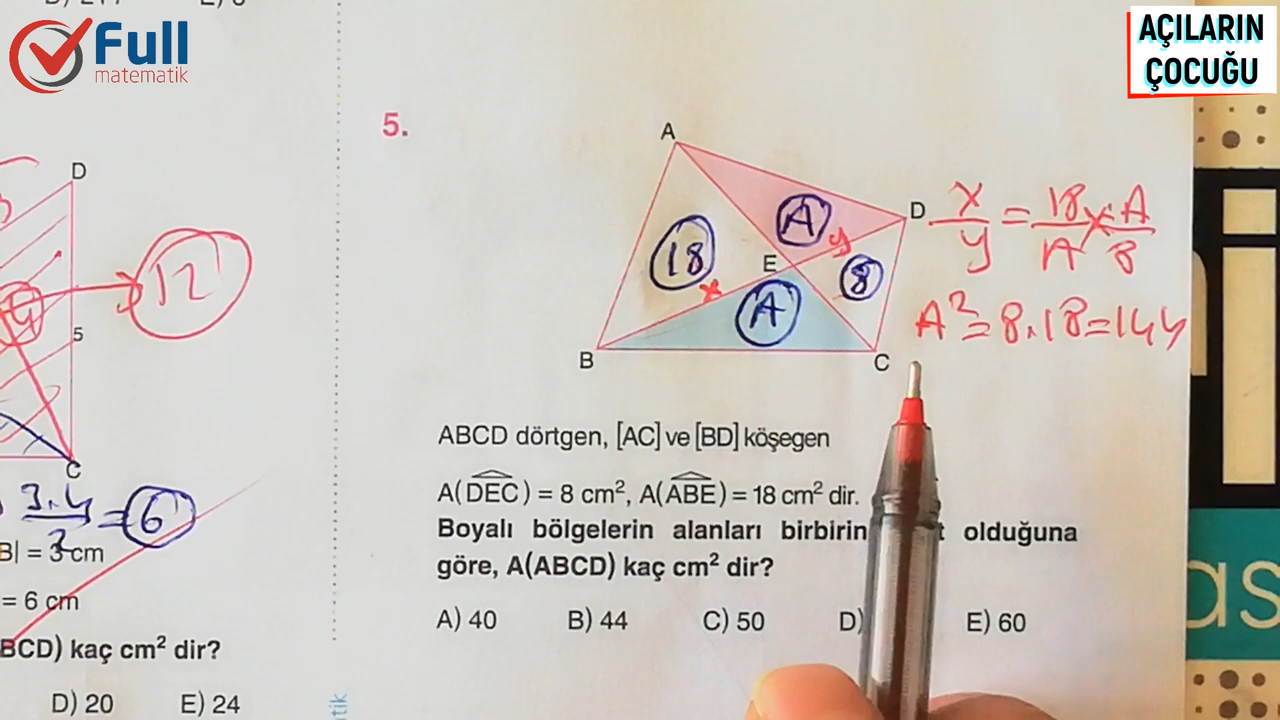 Full
matematik
AÇILARIN
ÇOCUĞU
D
5
12
C
3.4
= 6
2
B| = 3 cm
= 6 cm
BCD) kaç cm² dir?
D) 20 E) 24
5.
A
D
B
C
E
18
A
8
A
x
y
x/y = 18/A × A/8
A² = 8.18 = 144
ABCD dörtgen, [AC] ve [BD] köşegen
A(DEC) = 8 cm², A(ABE) = 18 cm² dir.
Boyalı bölgelerin alanları birbirin t olduğuna
göre, A(ABCD) kaç cm² dir?
A) 40 B) 44 C) 50 D) E) 60
as